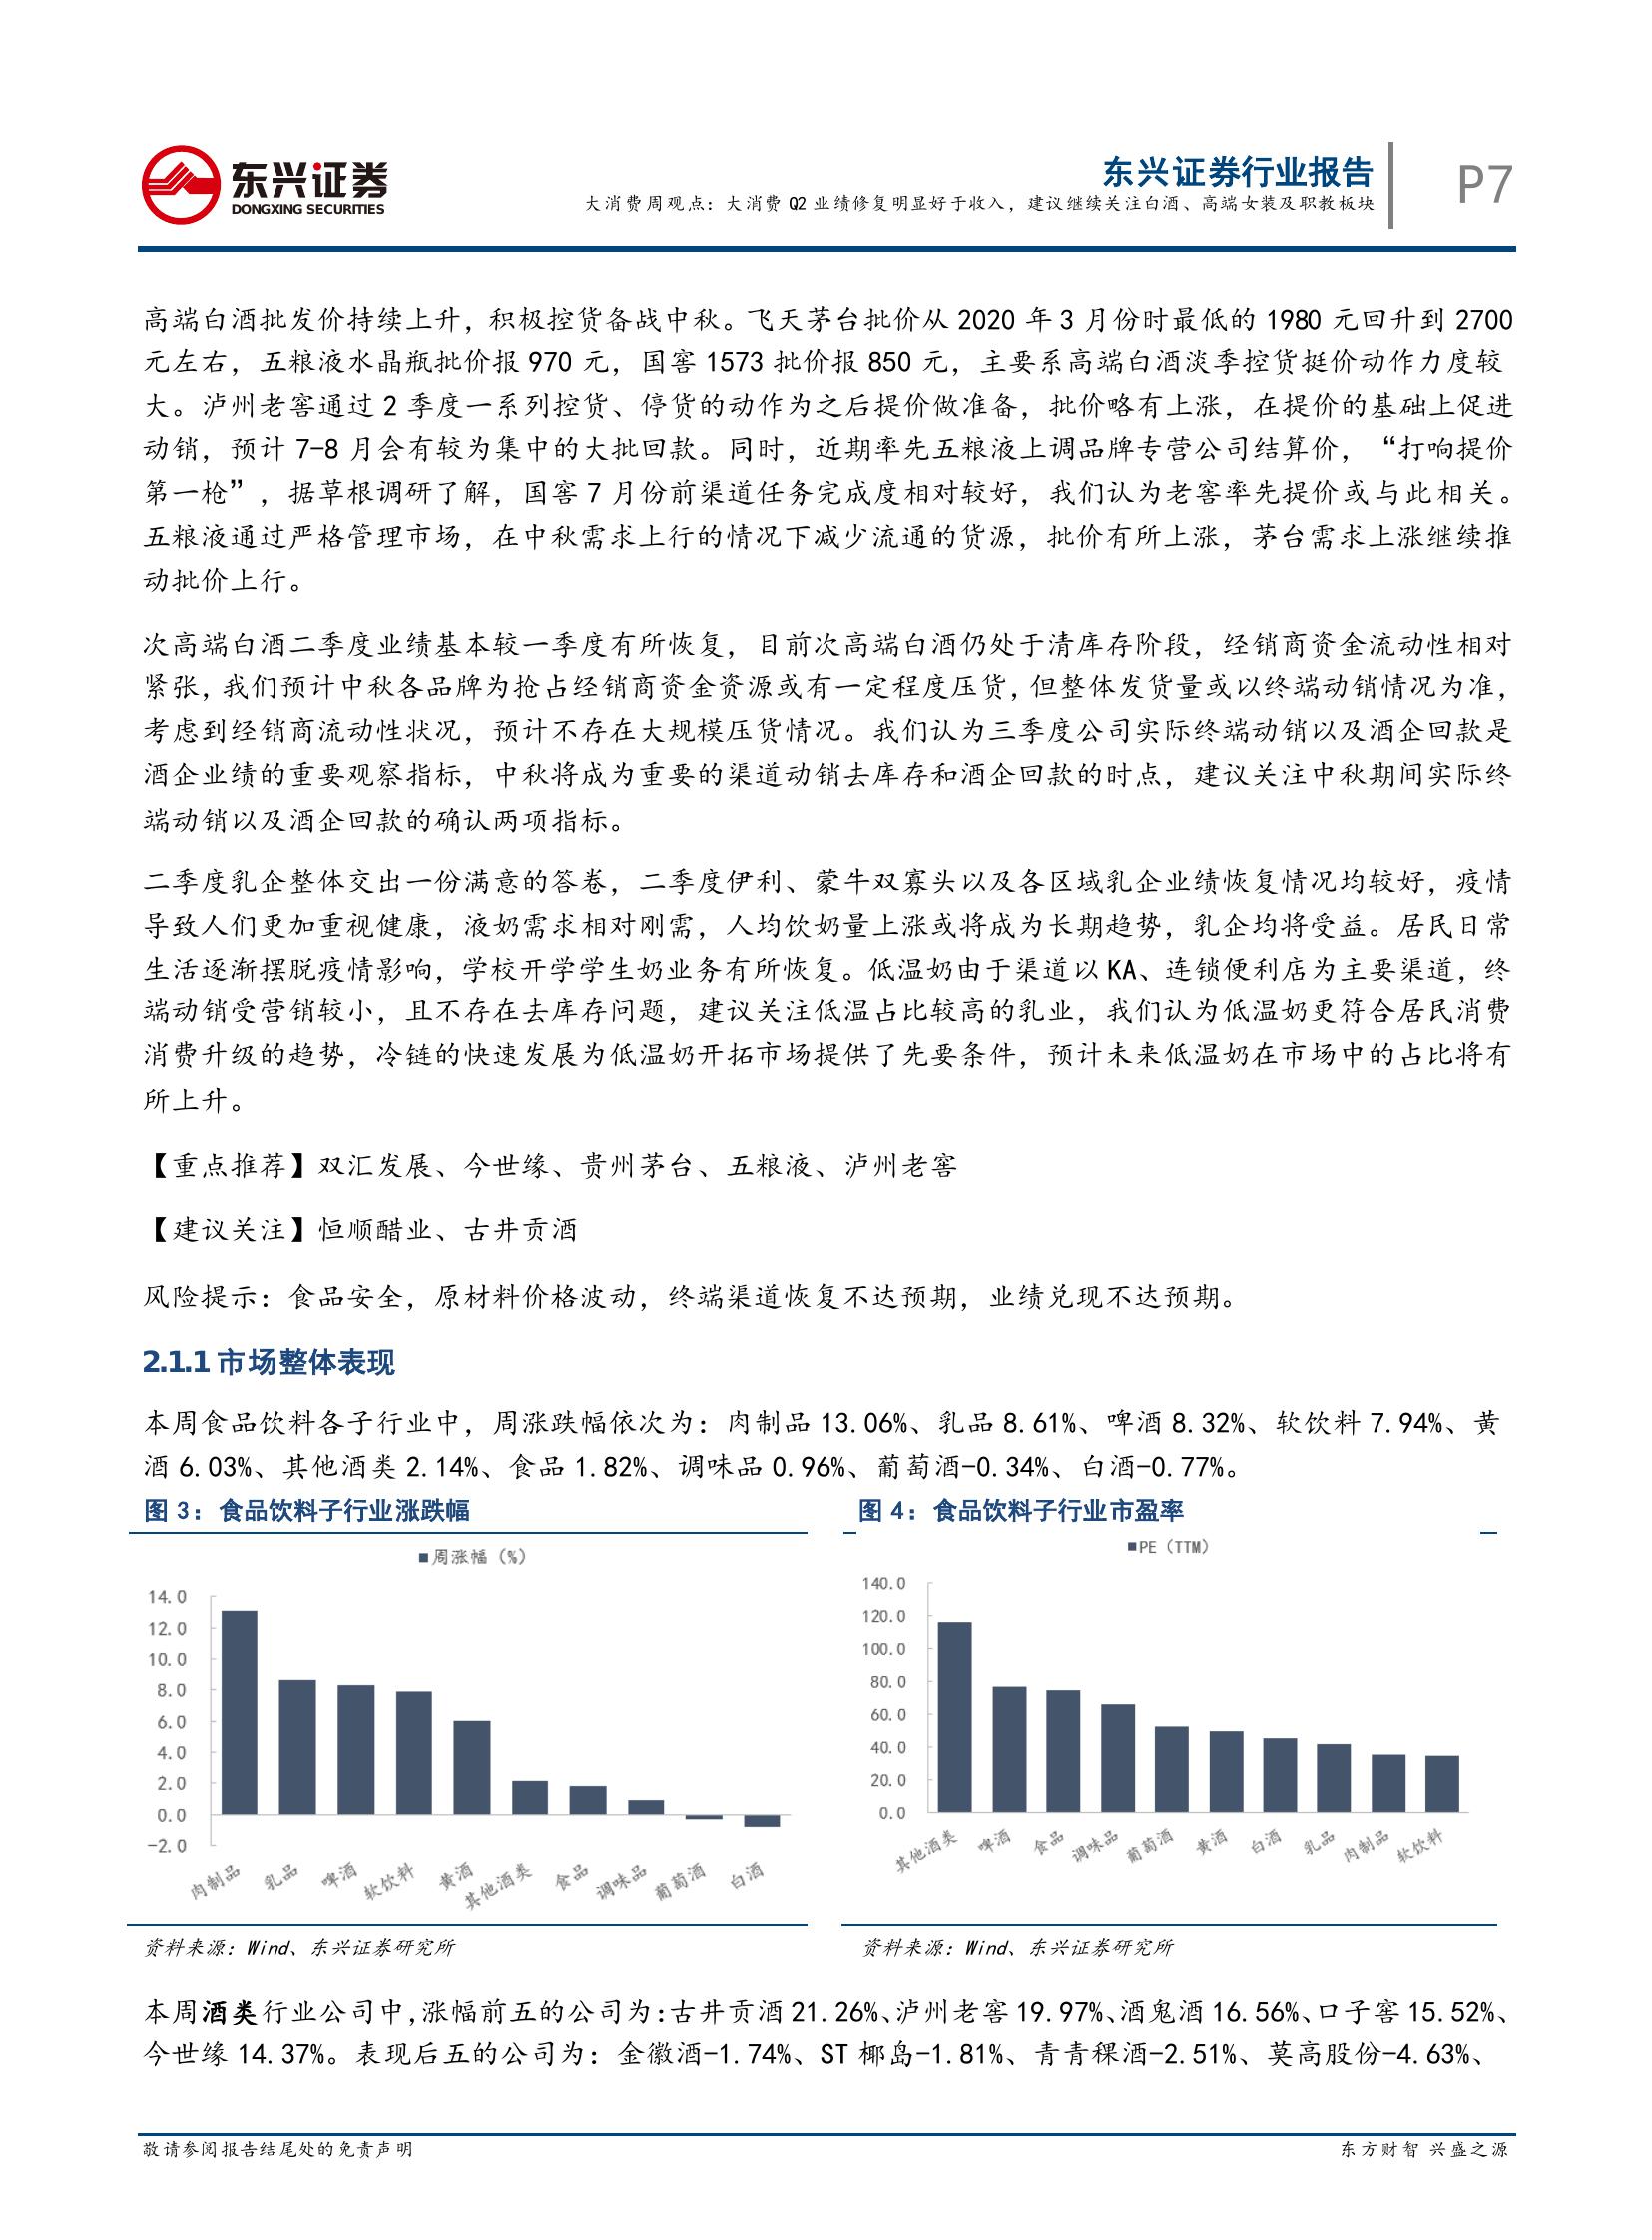 东兴证券
DONGXING SECURITIES
东兴证券行业报告
大消费周观点：大消费 Q2 业绩修复明显好于收入，建议继续关注白酒、高端女装及职教板块
P7
高端白酒批发价持续上升，积极控货备战中秋。飞天茅台批价从 2020 年 3 月份时最低的 1980 元回升到 2700
元左右，五粮液水晶瓶批价报 970 元，国窖 1573 批价报 850 元，主要系高端白酒淡季控货挺价动作力度较
大。泸州老窖通过 2 季度一系列控货、停货的动作为之后提价做准备，批价略有上涨，在提价的基础上促进
动销，预计 7-8 月会有较为集中的大批回款。同时，近期率先五粮液上调品牌专营公司结算价，“打响提价
第一枪”，据草根调研了解，国窖 7 月份前渠道任务完成度相对较好，我们认为老窖率先提价或与此相关。
五粮液通过严格管理市场，在中秋需求上行的情况下减少流通的货源，批价有所上涨，茅台需求上涨继续推
动批价上行。
次高端白酒二季度业绩基本较一季度有所恢复，目前次高端白酒仍处于清库存阶段，经销商资金流动性相对
紧张，我们预计中秋各品牌为抢占经销商资金资源或有一定程度压货，但整体发货量或以终端动销情况为准，
考虑到经销商流动性状况，预计不存在大规模压货情况。我们认为三季度公司实际终端动销以及酒企回款是
酒企业绩的重要观察指标，中秋将成为重要的渠道动销去库存和酒企回款的时点，建议关注中秋期间实际终
端动销以及酒企回款的确认两项指标。
二季度乳企整体交出一份满意的答卷，二季度伊利、蒙牛双寡头以及各区域乳企业绩恢复情况均较好，疫情
导致人们更加重视健康，液奶需求相对刚需，人均饮奶量上涨或将成为长期趋势，乳企均将受益。居民日常
生活逐渐摆脱疫情影响，学校开学学生奶业务有所恢复。低温奶由于渠道以 KA、连锁便利店为主要渠道，终
端动销受营销较小，且不存在去库存问题，建议关注低温占比较高的乳业，我们认为低温奶更符合居民消费
消费升级的趋势，冷链的快速发展为低温奶开拓市场提供了先要条件，预计未来低温奶在市场中的占比将有
所上升。
【重点推荐】双汇发展、今世缘、贵州茅台、五粮液、泸州老窖
【建议关注】恒顺醋业、古井贡酒
风险提示：食品安全，原材料价格波动，终端渠道恢复不达预期，业绩兑现不达预期。
2.1.1 市场整体表现
本周食品饮料各子行业中，周涨跌幅依次为：肉制品 13.06%、乳品 8.61%、啤酒 8.32%、软饮料 7.94%、黄
酒 6.03%、其他酒类 2.14%、食品 1.82%、调味品 0.96%、葡萄酒-0.34%、白酒-0.77%。
图 3：食品饮料子行业涨跌幅
周涨幅（%）
14.0
12.0
10.0
8.0
6.0
4.0
2.0
0.0
-2.0
肉制品 乳品 啤酒 软饮料 黄酒 其他酒类 食品 调味品 葡萄酒 白酒
资料来源：Wind、东兴证券研究所
图 4：食品饮料子行业市盈率
PE（TTM）
140.0
120.0
100.0
80.0
60.0
40.0
20.0
0.0
其他酒类 啤酒 食品 调味品 葡萄酒 黄酒 白酒 乳品 肉制品 软饮料
资料来源：Wind、东兴证券研究所
本周酒类行业公司中，涨幅前五的公司为：古井贡酒 21.26%、泸州老窖 19.97%、酒鬼酒 16.56%、口子窖 15.52%、
今世缘 14.37%。表现后五的公司为：金徽酒-1.74%、ST 椰岛-1.81%、青青稞酒-2.51%、莫高股份-4.63%、
敬请参阅报告结尾处的免责声明
东方财智 兴盛之源